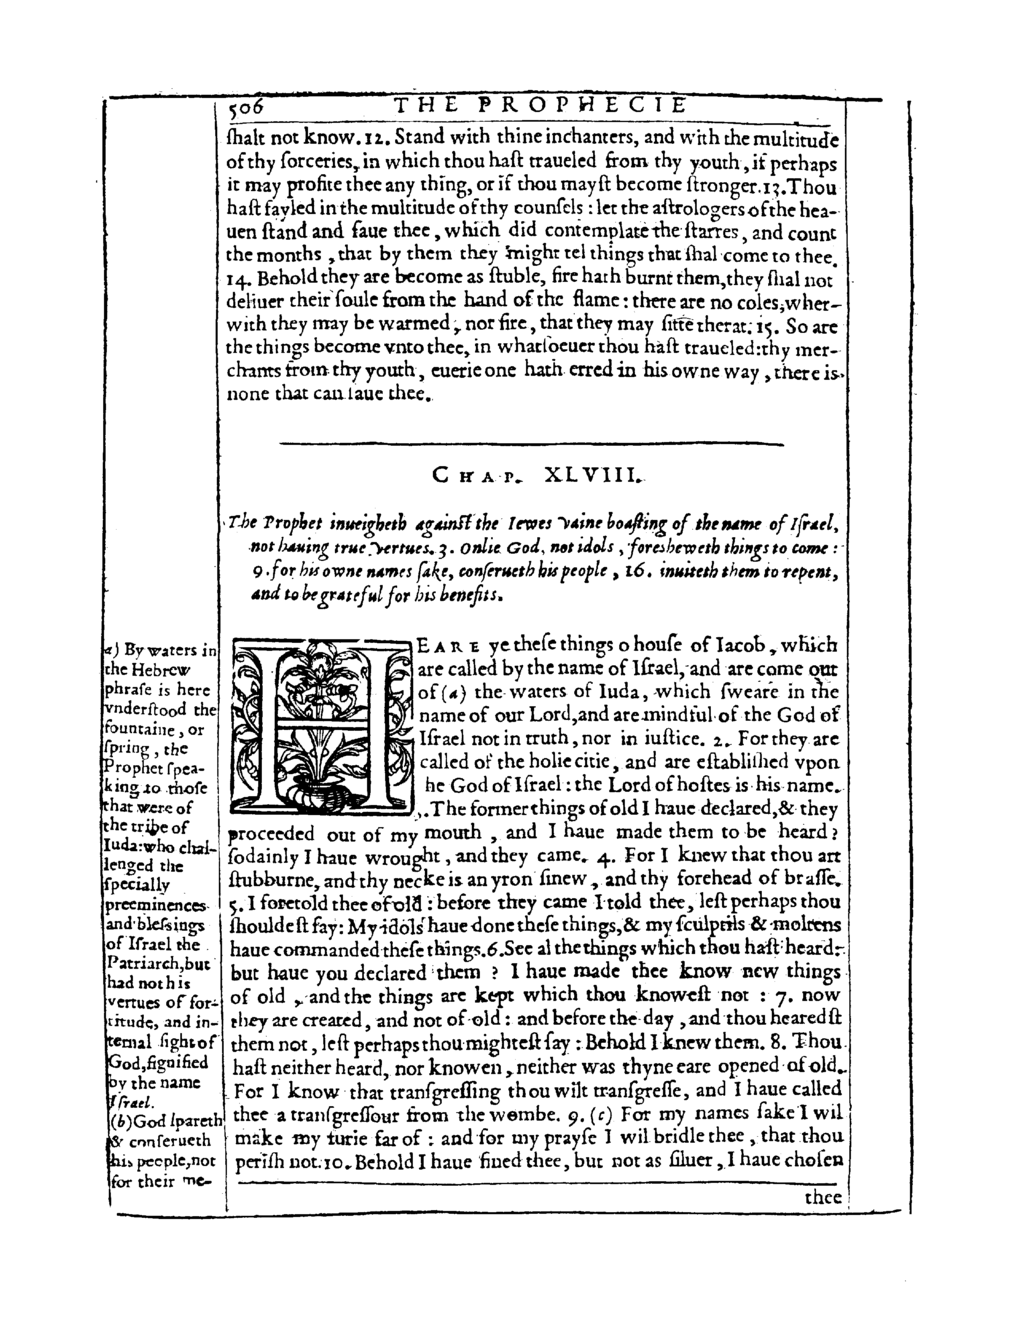 506 THE PROPHECIE
ſhalt not know. 12. Stand with thine inchanters, and with the multitude
of thy ſorceries, in which thou haſt traueled from thy youth, if perhaps
it may profite thee any thing, or if thou mayſt become ſtronger. 13. Thou
haſt fayled in the multitude of thy counſels: let the aſtrologers of the hea-
uen ſtand and ſaue thee, which did contemplate the ſtarres, and count
the months, that by them they might tel things that ſhal come to thee.
14. Behold they are become as ſtuble, fire hath burnt them, they ſhal not
deliuer their ſoule from the hand of the flame: there are no coles, wher-
with they may be warmed, nor fire, that they may ſitte therat. 15. So are
the things become vnto thee, in whatſoeuer thou haſt traueled: thy mer-
chants from thy youth, euerie one hath erred in his owne way, there is
none that can ſaue thee.
CHAP. XLVIII.
The Prophet inueigheth againſt the Iewes vaine boaſting of the name of Iſrael,
not hauing true vertues. 3. Onlie God, not idols, foresheweth things to come:
9. for his owne names ſake, conſerueth his people, 16. inuiteth them to repent,
and to be grateful for his benefits.
HEARE ye theſe things o houſe of Iacob, which
are called by the name of Iſrael, and are come out
of (a) the waters of Iuda, which ſweare in the
name of our Lord, and are mindful of the God of
Iſrael not in truth, nor in iuſtice. 2. For they are
called of the holie citie, and are eſtabliſhed vpon
he God of Iſrael: the Lord of hoſtes is his name.
. The former things of old I haue declared, & they
proceeded out of my mouth, and I haue made them to be heard:
ſodainly I haue wrought, and they came. 4. For I knew that thou art
ſtubburne, and thy necke is an yron ſinew, and thy forehead of braſſe.
5. I foretold thee of old: before they came I told thee, leſt perhaps thou
ſhouldeſt ſay: My idols haue done theſe things, & my ſculptils & moltens
haue commanded theſe things. 6. See al the things which thou haſt heard:
but haue you declared them? I haue made thee know new things
of old, and the things are kept which thou knoweſt not: 7. now
they are created, and not of old: and before the day, and thou heardeſt
them not, leſt perhaps thou mighteſt ſay: Behold I knew them. 8. Thou
haſt neither heard, nor knowen, neither was thyne eare opened of old.
For I know that tranſgreſſing thou wilt tranſgreſſe, and I haue called
thee a tranſgreſſour from the wombe. 9. (c) For my names ſake I wil
make my furie far of: and for my prayſe I wil bridle thee, that thou
periſh not. 10. Behold I haue fined thee, but not as ſiluer, I haue choſen
thee
a) By waters in
the Hebrew
phraſe is here
vnderſtood the
fountaine, or
ſpring, the
Prophet ſpea-
king to thoſe
that were of
the tribe of
Iuda: who chal-
lenged the
ſpecially
preeminences
and bleſsings
of Iſrael the
Patriarch, but
had not his
vertues of for-
titude, and in-
ternal ſight of
God, ſignified
by the name
Iſrael.
(b) God ſpareth
& conſerueth
his people, not
for their me-